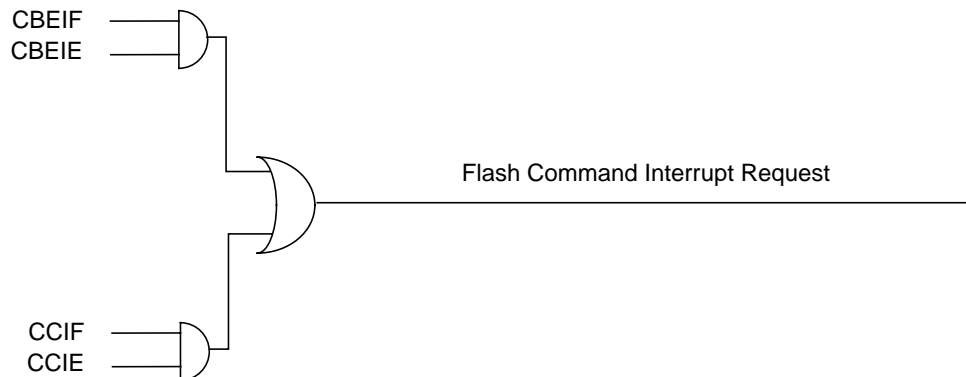 CBEIF
CBEIE
Flash Command Interrupt Request
CCIF
CCIE